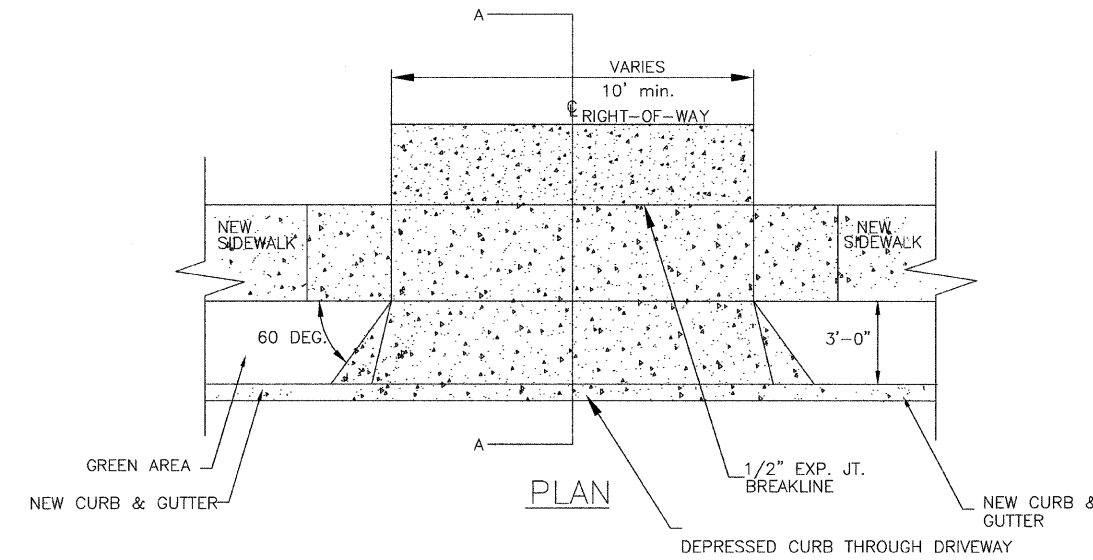 A
VARIES
10' min.
℄ RIGHT-OF-WAY
NEW
SIDEWALK
NEW
SIDEWALK
60 DEG.
3'-0"
A
GREEN AREA
1/2" EXP. JT.
BREAKLINE
NEW CURB & GUTTER
PLAN
NEW CURB &
GUTTER
DEPRESSED CURB THROUGH DRIVEWAY